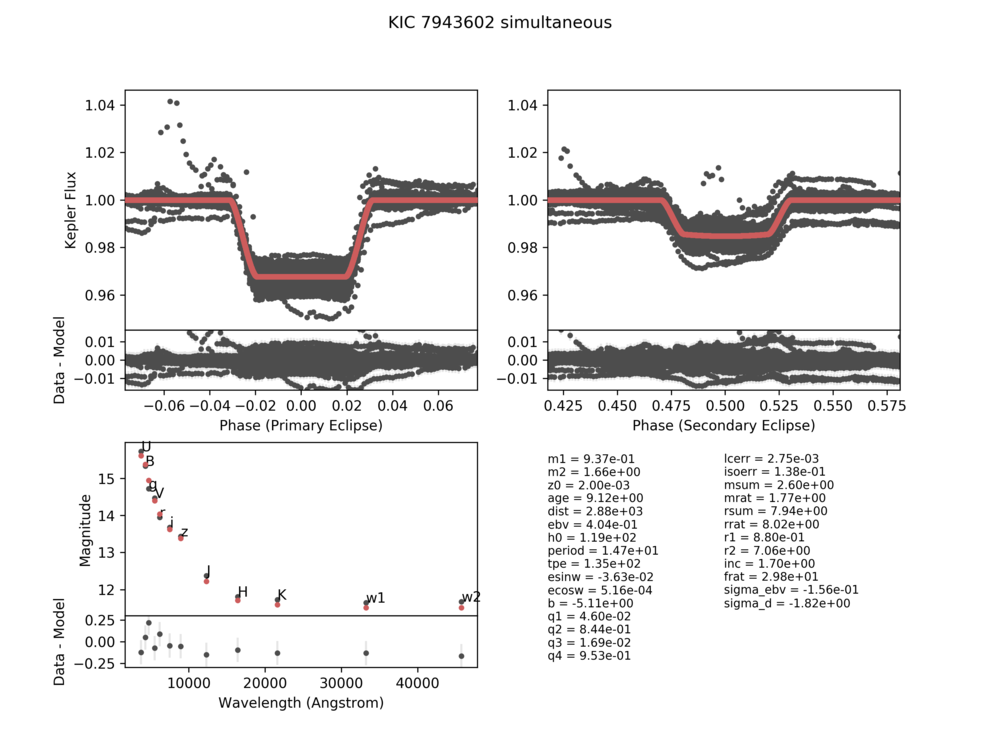 KIC 7943602 simultaneous
1.04
1.02
1.00
0.98
0.96
Kepler Flux
0.01
0.00
−0.01
Data - Model
−0.06 −0.04 −0.02 0.00 0.02 0.04 0.06
Phase (Primary Eclipse)
1.04
1.02
1.00
0.98
0.96
0.01
0.00
−0.01
0.425 0.450 0.475 0.500 0.525 0.550 0.575
Phase (Secondary Eclipse)
15
14
13
12
Magnitude
U
B
g
V
r
i
z
J
H
K
w1
w2
0.25
0.00
−0.25
Data - Model
10000 20000 30000 40000
Wavelength (Angstrom)
m1 = 9.37e-01
m2 = 1.66e+00
z0 = 2.00e-03
age = 9.12e+00
dist = 2.88e+03
ebv = 4.04e-01
h0 = 1.19e+02
period = 1.47e+01
tpe = 1.35e+02
esinw = -3.63e-02
ecosw = 5.16e-04
b = -5.11e+00
q1 = 4.60e-02
q2 = 8.44e-01
q3 = 1.69e-02
q4 = 9.53e-01
lcerr = 2.75e-03
isoerr = 1.38e-01
msum = 2.60e+00
mrat = 1.77e+00
rsum = 7.94e+00
rrat = 8.02e+00
r1 = 8.80e-01
r2 = 7.06e+00
inc = 1.70e+00
frat = 2.98e+01
sigma_ebv = -1.56e-01
sigma_d = -1.82e+00